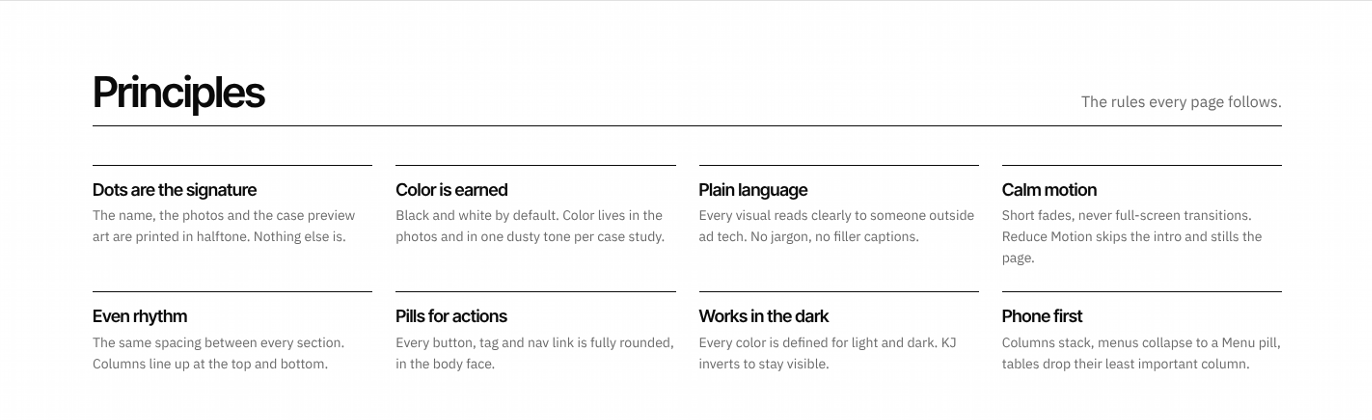 Principles
The rules every page follows.
Dots are the signature
The name, the photos and the case preview
art are printed in halftone. Nothing else is.
Color is earned
Black and white by default. Color lives in the
photos and in one dusty tone per case study.
Plain language
Every visual reads clearly to someone outside
ad tech. No jargon, no filler captions.
Calm motion
Short fades, never full-screen transitions.
Reduce Motion skips the intro and stills the
page.
Even rhythm
The same spacing between every section.
Columns line up at the top and bottom.
Pills for actions
Every button, tag and nav link is fully rounded,
in the body face.
Works in the dark
Every color is defined for light and dark. KJ
inverts to stay visible.
Phone first
Columns stack, menus collapse to a Menu pill,
tables drop their least important column.